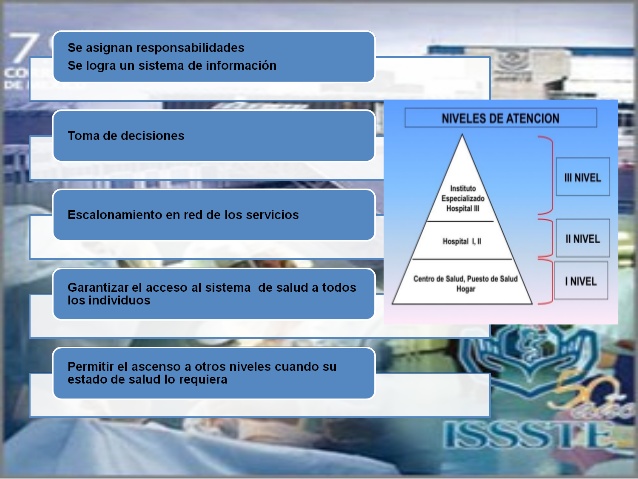 Se asignan responsabilidades
Se logra un sistema de información
Toma de decisiones
Escalonamiento en red de los servicios
Garantizar el acceso al sistema de salud a todos
los individuos
Permitir el ascenso a otros niveles cuando su
estado de salud lo requiera
NIVELES DE ATENCION
Instituto
Especializado
Hospital III
III NIVEL
Hospital I, II
II NIVEL
Centro de Salud, Puesto de Salud
Hogar
I NIVEL
50 años
ISSSTE